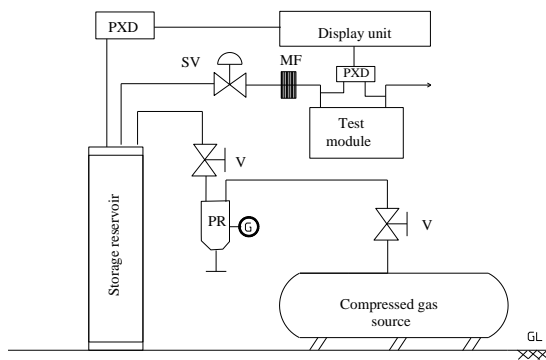 PXD
Display unit
SV
MF
PXD
Test
module
V
Storage reservoir
PR
G
V
Compressed gas
source
GL